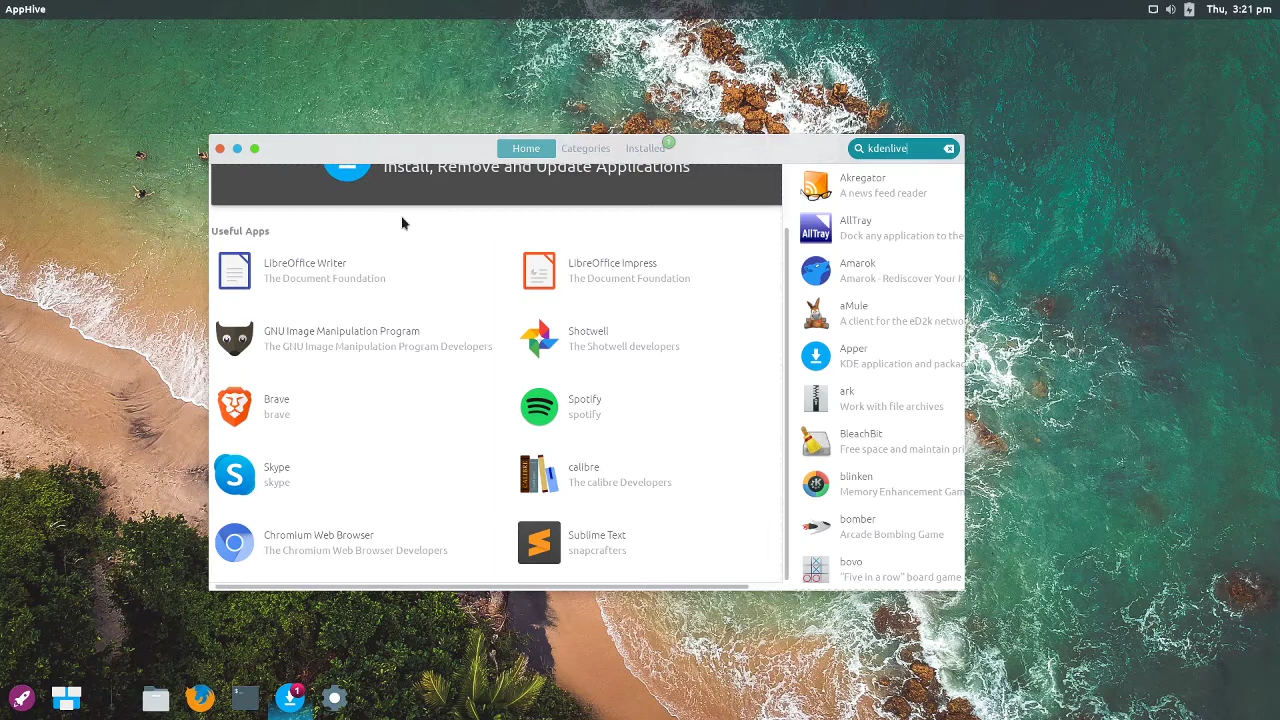 AppHive
Thu, 3:21 pm
Home
Categories
Installed
kdenlive
Install, Remove and Update Applications
Useful Apps
LibreOffice Writer
The Document Foundation
LibreOffice Impress
The Document Foundation
GNU Image Manipulation Program
The GNU Image Manipulation Program Developers
Shotwell
The Shotwell developers
Brave
brave
Spotify
spotify
Skype
skype
calibre
The calibre Developers
Chromium Web Browser
The Chromium Web Browser Developers
Sublime Text
snapcrafters
Akregator
A news feed reader
AllTray
AllTray
Dock any application to the
Amarok
Amarok - Rediscover Your M
aMule
A client for the eD2k netwo
Apper
KDE application and packag
ark
Work with file archives
BleachBit
Free space and maintain pri
blinken
Memory Enhancement Gam
bomber
Arcade Bombing Game
bovo
"Five in a row" board game
CALIBRE
1